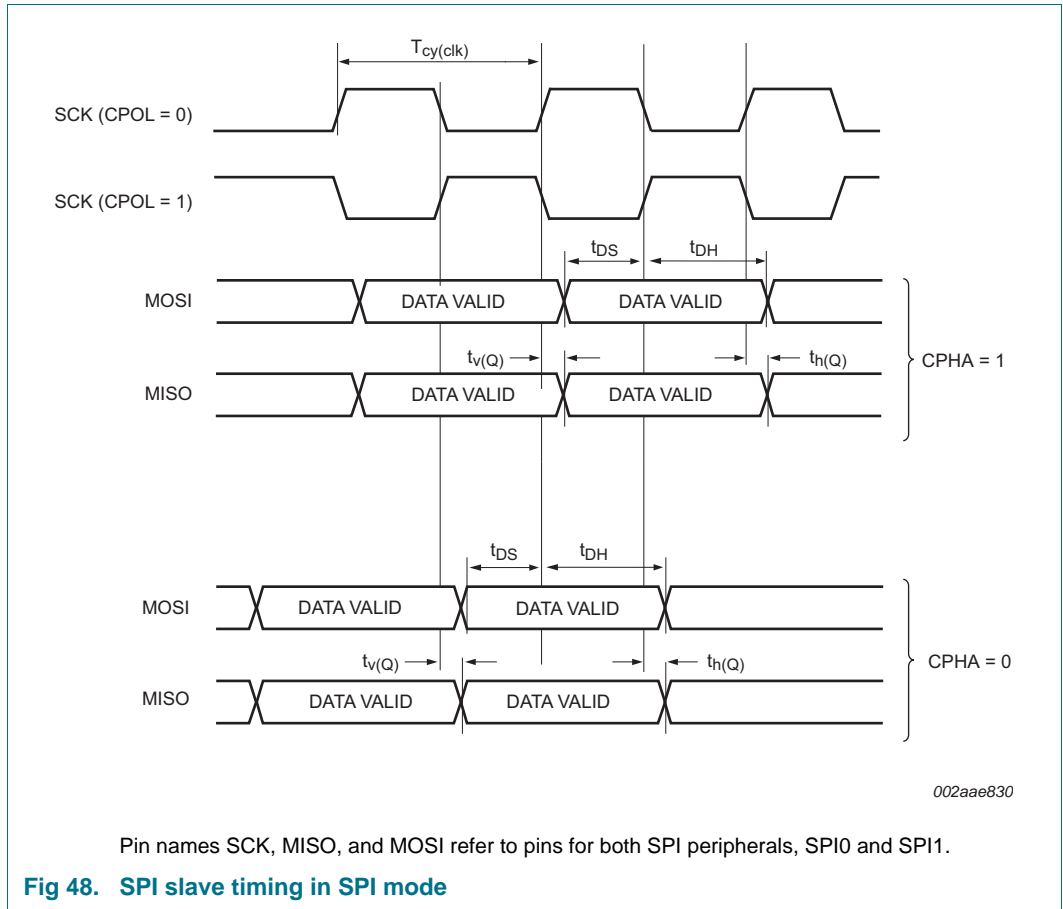 Tcy(clk)
SCK (CPOL = 0)
SCK (CPOL = 1)
tDS tDH
MOSI DATA VALID DATA VALID
tv(Q) th(Q)
CPHA = 1
MISO DATA VALID DATA VALID
tDS tDH
MOSI DATA VALID DATA VALID
tv(Q) th(Q)
CPHA = 0
MISO DATA VALID DATA VALID
002aae830
Pin names SCK, MISO, and MOSI refer to pins for both SPI peripherals, SPI0 and SPI1.
Fig 48. SPI slave timing in SPI mode